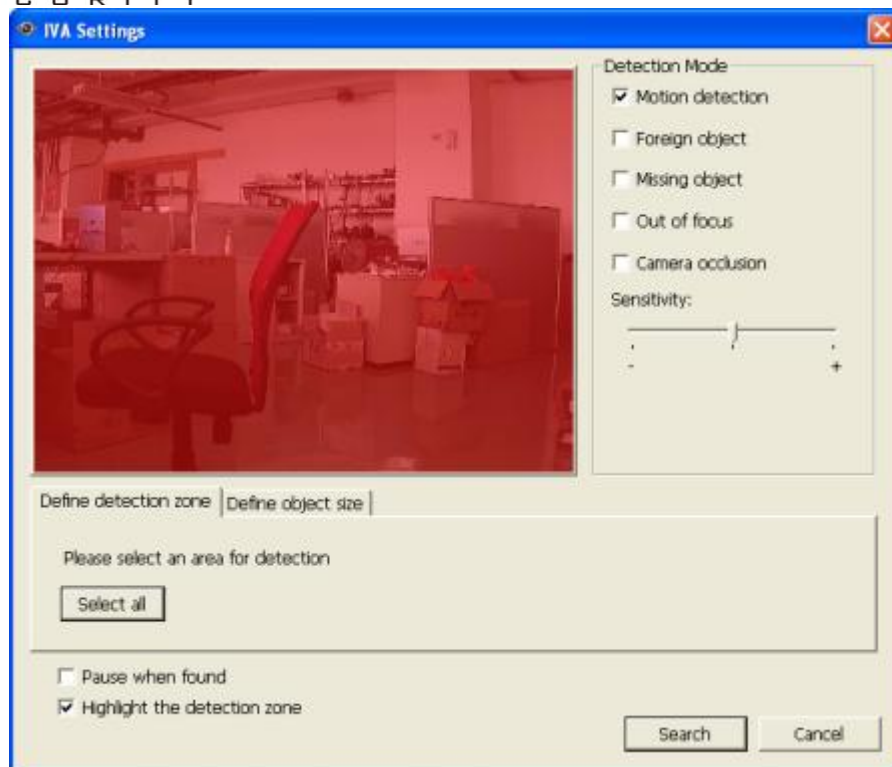 IVA Settings
Detection Mode
Motion detection
Foreign object
Missing object
Out of focus
Camera occlusion
Sensitivity:
- +
Define detection zone
Define object size
Please select an area for detection
Select all
Pause when found
Highlight the detection zone
Search
Cancel